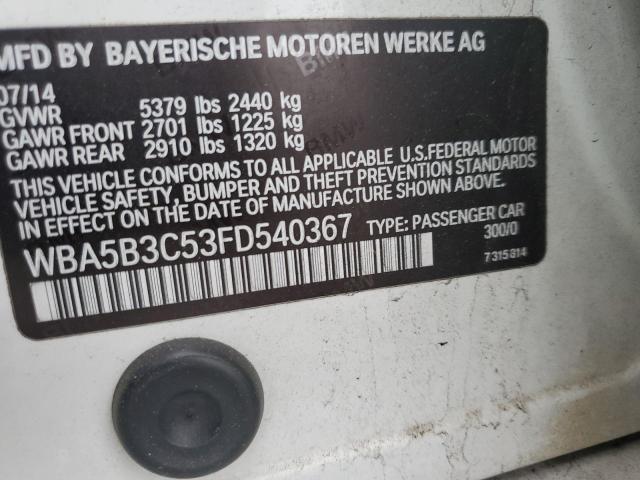 MFD BY BAYERISCHE MOTOREN WERKE AG
07/14
GVWR 5379 lbs 2440 kg
GAWR FRONT 2701 lbs 1225 kg
GAWR REAR 2910 lbs 1320 kg
THIS VEHICLE CONFORMS TO ALL APPLICABLE U.S.FEDERAL MOTOR
VEHICLE SAFETY, BUMPER AND THEFT PREVENTION STANDARDS
IN EFFECT ON THE DATE OF MANUFACTURE SHOWN ABOVE.
WBA5B3C53FD540367 TYPE: PASSENGER CAR
300/0
7315814